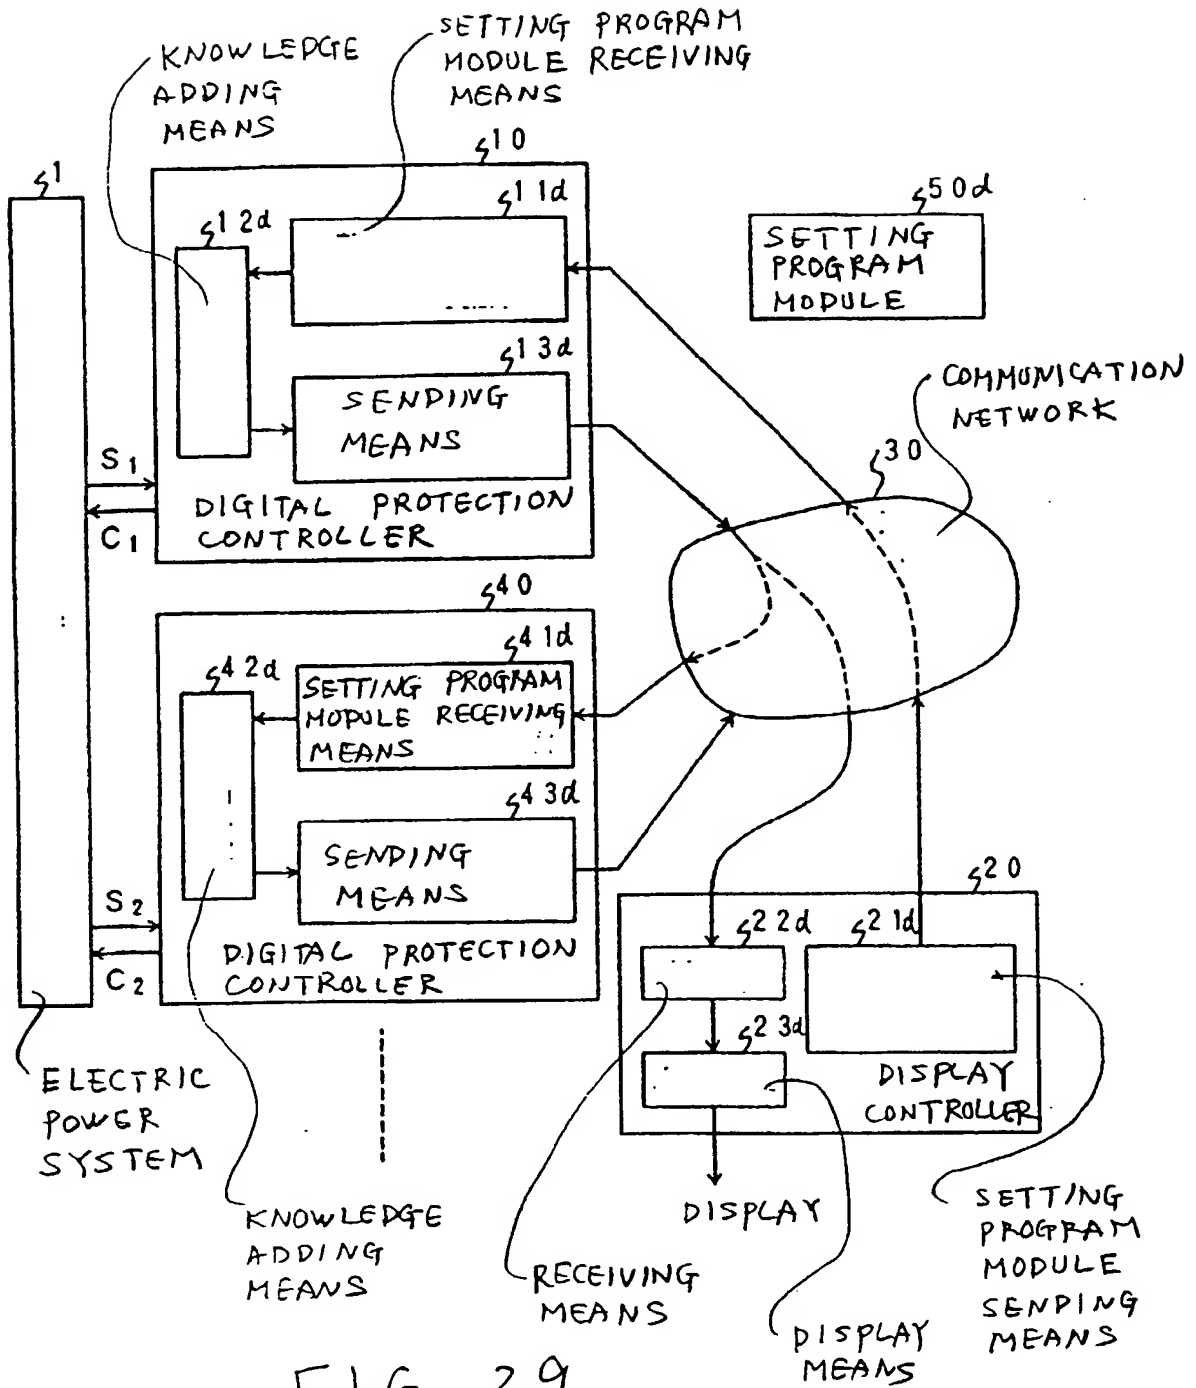 SETTING PROGRAM
MODULE RECEIVING
MEANS
KNOWLEDGE
ADDING
MEANS
10
1
11d
12d
50d
SETTING
PROGRAM
MODULE
13d
SENDING
MEANS
COMMUNICATION
NETWORK
30
S1
C1
DIGITAL PROTECTION
CONTROLLER
40
41d
42d
SETTING PROGRAM
MODULE RECEIVING
MEANS
43d
SENDING
MEANS
S2
C2
DIGITAL PROTECTION
CONTROLLER
20
22d
21d
23d
DISPLAY
CONTROLLER
ELECTRIC
POWER
SYSTEM
DISPLAY
KNOWLEDGE
ADDING
MEANS
RECEIVING
MEANS
SETTING
PROGRAM
MODULE
SENDING
MEANS
DISPLAY
MEANS
FIG. 29